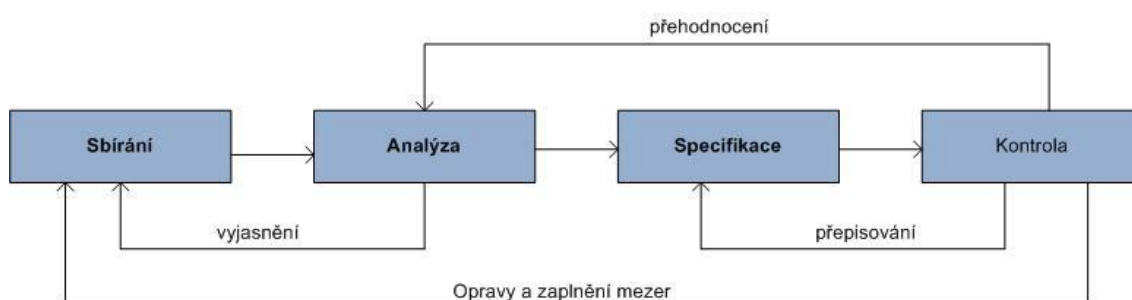 přehodnocení
Sbírání
Analýza
Specifikace
Kontrola
vyjasnění
přepisování
Opravy a zaplnění mezer